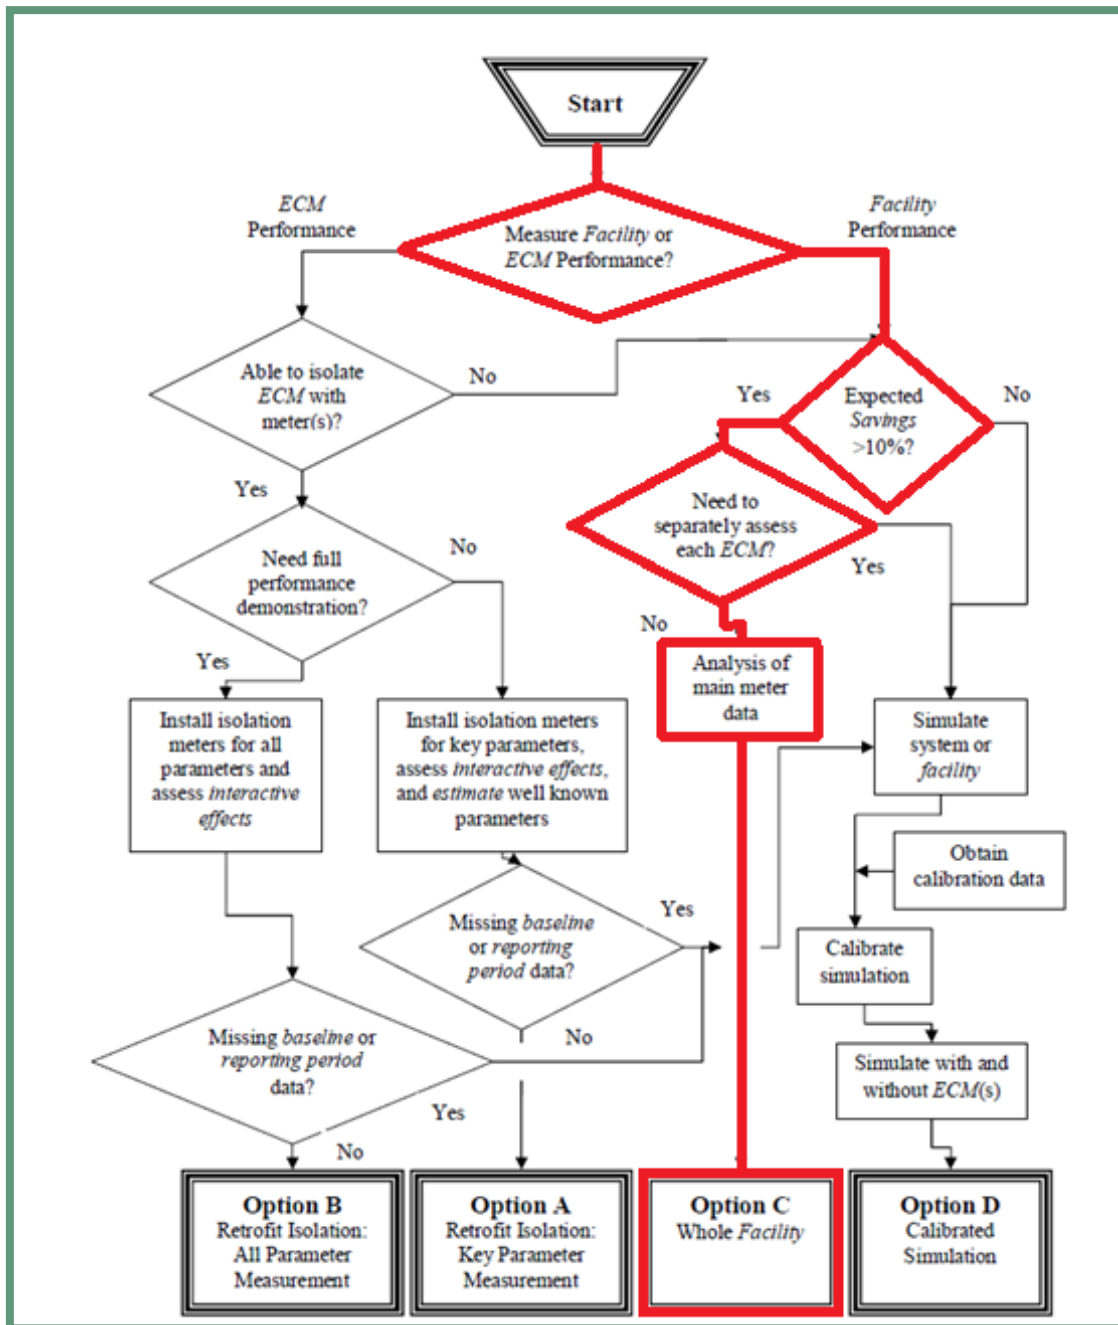 Start
ECM
Performance
Facility
Performance
Measure Facility or
ECM Performance?
Able to isolate
ECM with
meter(s)?
No
Yes
Expected
Savings
>10%?
No
Yes
Need to
separately assess
each ECM?
Yes
No
Need full
performance
demonstration?
No
Yes
Analysis of
main meter
data
Install isolation
meters for all
parameters and
assess interactive
effects
Install isolation meters
for key parameters,
assess interactive effects,
and estimate well known
parameters
Simulate
system or
facility
Obtain
calibration data
Missing baseline
or reporting
period data?
Yes
No
Calibrate
simulation
Missing baseline or
reporting period
data?
Yes
No
Simulate with and
without ECM(s)
Option B
Retrofit Isolation:
All Parameter
Measurement
Option A
Retrofit Isolation:
Key Parameter
Measurement
Option C
Whole Facility
Option D
Calibrated
Simulation